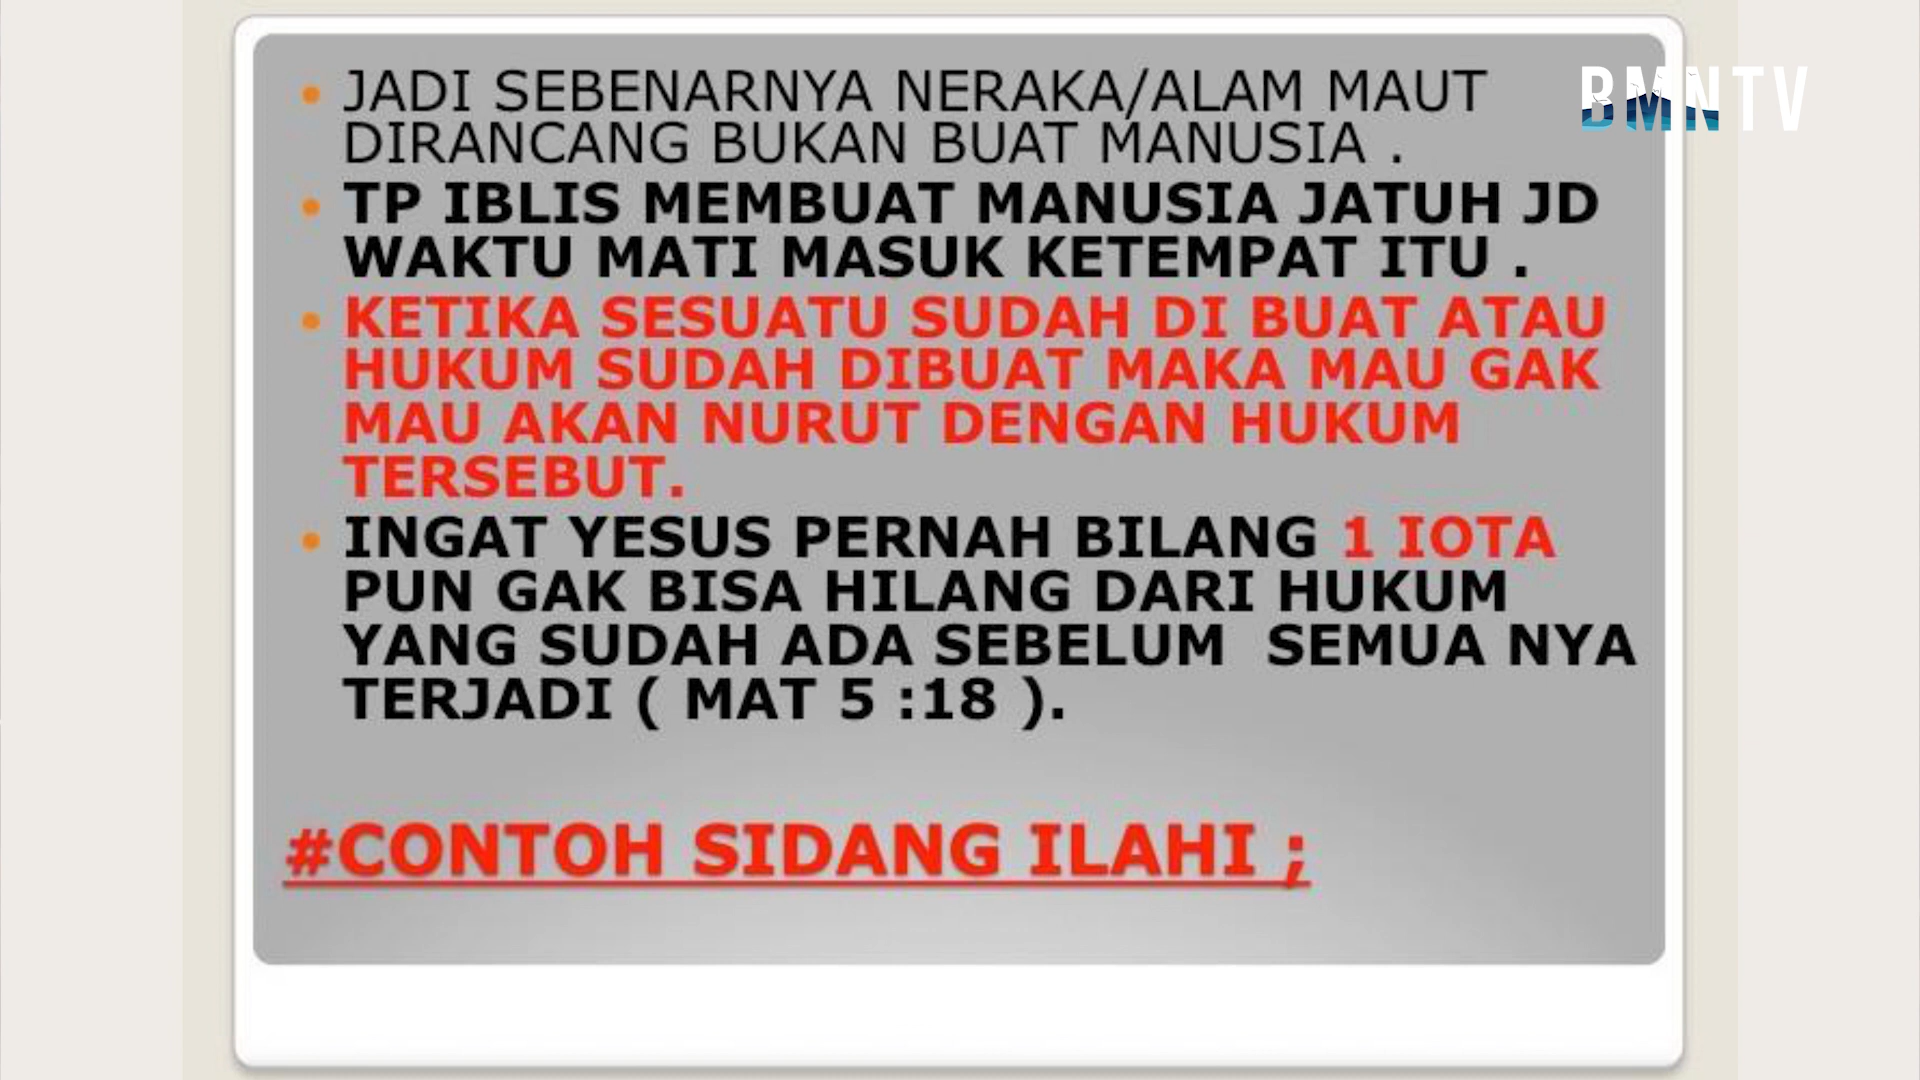 BMNTV
• JADI SEBENARNYA NERAKA/ALAM MAUT
DIRANCANG BUKAN BUAT MANUSIA .
• TP IBLIS MEMBUAT MANUSIA JATUH JD
WAKTU MATI MASUK KETEMPAT ITU .
• KETIKA SESUATU SUDAH DI BUAT ATAU
HUKUM SUDAH DIBUAT MAKA MAU GAK
MAU AKAN NURUT DENGAN HUKUM
TERSEBUT.
• INGAT YESUS PERNAH BILANG 1 IOTA
PUN GAK BISA HILANG DARI HUKUM
YANG SUDAH ADA SEBELUM  SEMUA NYA
TERJADI ( MAT 5 :18 ).
#CONTOH SIDANG ILAHI ;